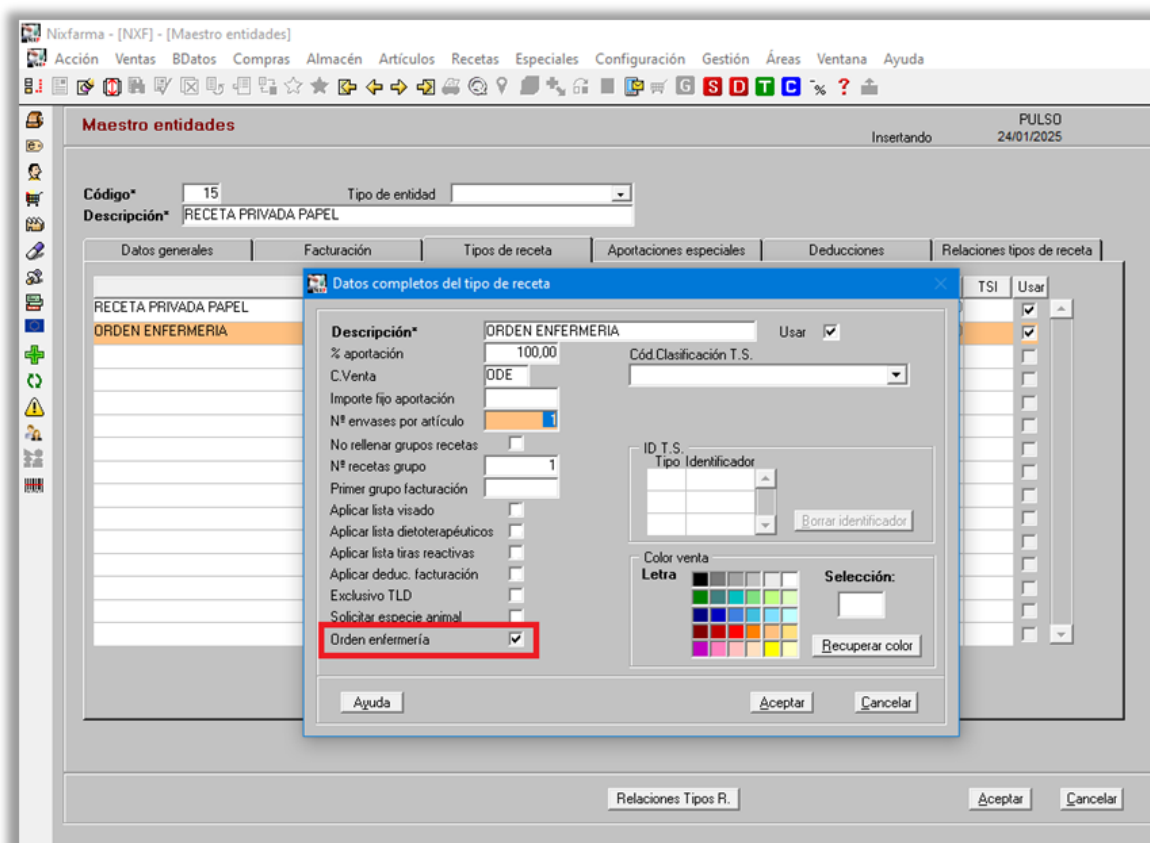 Nixfarma - [NXF] - [Maestro entidades]
Acción Ventas BDatos Compras Almacén Artículos Recetas Especiales Configuración Gestión Áreas Ventana Ayuda
G S D T C % ?
Maestro entidades
PULSO
Insertando 24/01/2025
Código* 15 Tipo de entidad
Descripción* RECETA PRIVADA PAPEL
Datos generales Facturación Tipos de receta Aportaciones especiales Deducciones Relaciones tipos de receta
TSI Usar
RECETA PRIVADA PAPEL
ORDEN ENFERMERIA
Datos completos del tipo de receta
Descripción* ORDEN ENFERMERIA Usar
% aportación 100,00 Cód.Clasificación T.S.
C.Venta ODE
Importe fijo aportación
Nº envases por artículo 1
No rellenar grupos recetas
Nº recetas grupo 1
Primer grupo facturación
Aplicar lista visado
Aplicar lista dietoterapéuticos
Aplicar lista tiras reactivas
Aplicar deduc. facturación
Exclusivo TLD
Solicitar especie animal
Orden enfermería
ID T.S.
Tipo Identificador
Borrar identificador
Color venta
Letra Selección:
Recuperar color
Ayuda Aceptar Cancelar
Relaciones Tipos R. Aceptar Cancelar